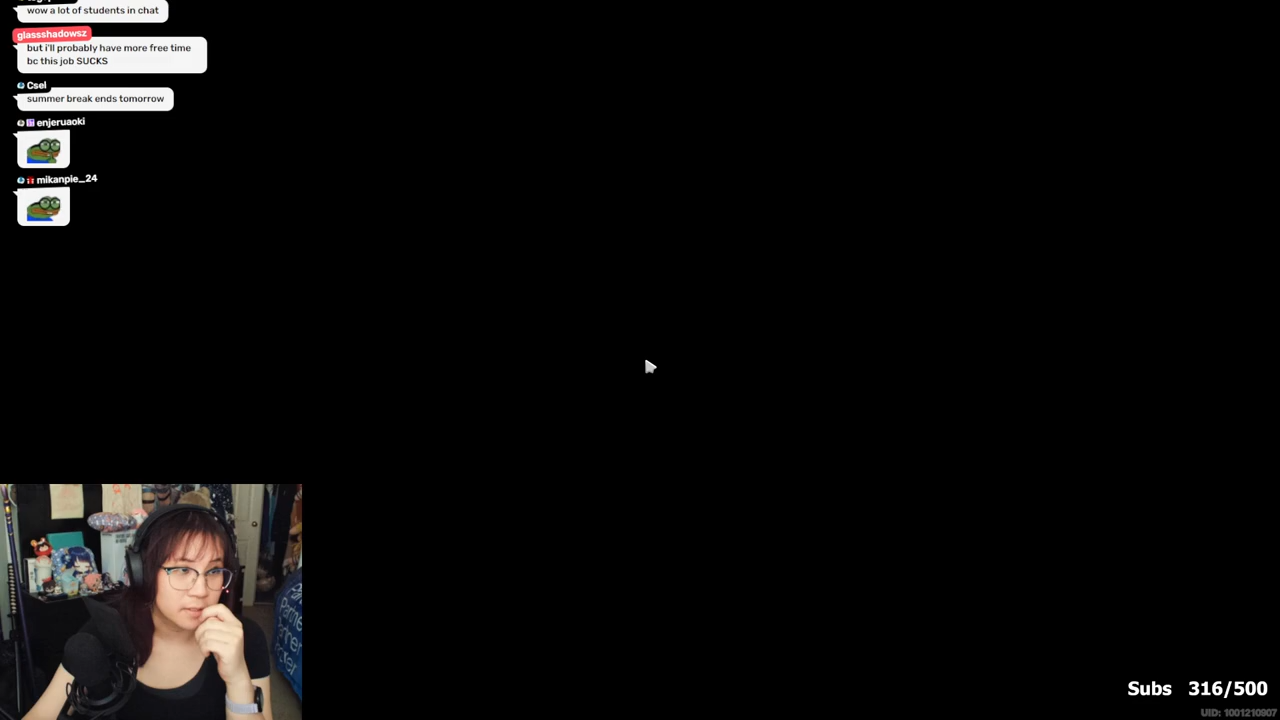 wow a lot of students in chat
glassshadowsz
but i'll probably have more free time
bc this job SUCKS
Csel
summer break ends tomorrow
enjeruaoki
mikanpie_24
Subs 316/500
UID: 1001210907